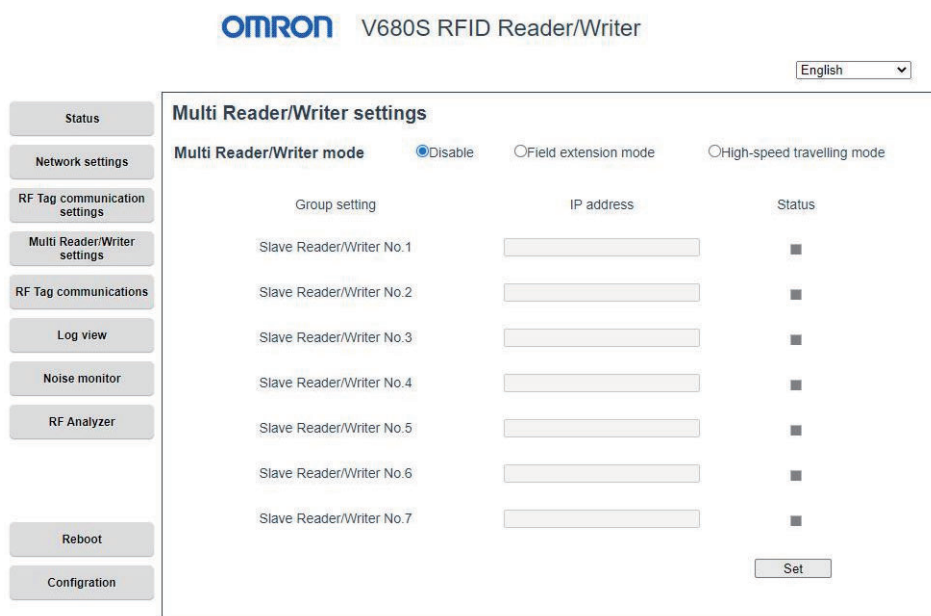 OMRON V680S RFID Reader/Writer
English
Status
Network settings
RF Tag communication
settings
Multi Reader/Writer
settings
RF Tag communications
Log view
Noise monitor
RF Analyzer
Reboot
Configration
Multi Reader/Writer settings
Multi Reader/Writer mode Disable Field extension mode High-speed travelling mode
Group setting IP address Status
Slave Reader/Writer No.1
Slave Reader/Writer No.2
Slave Reader/Writer No.3
Slave Reader/Writer No.4
Slave Reader/Writer No.5
Slave Reader/Writer No.6
Slave Reader/Writer No.7
Set